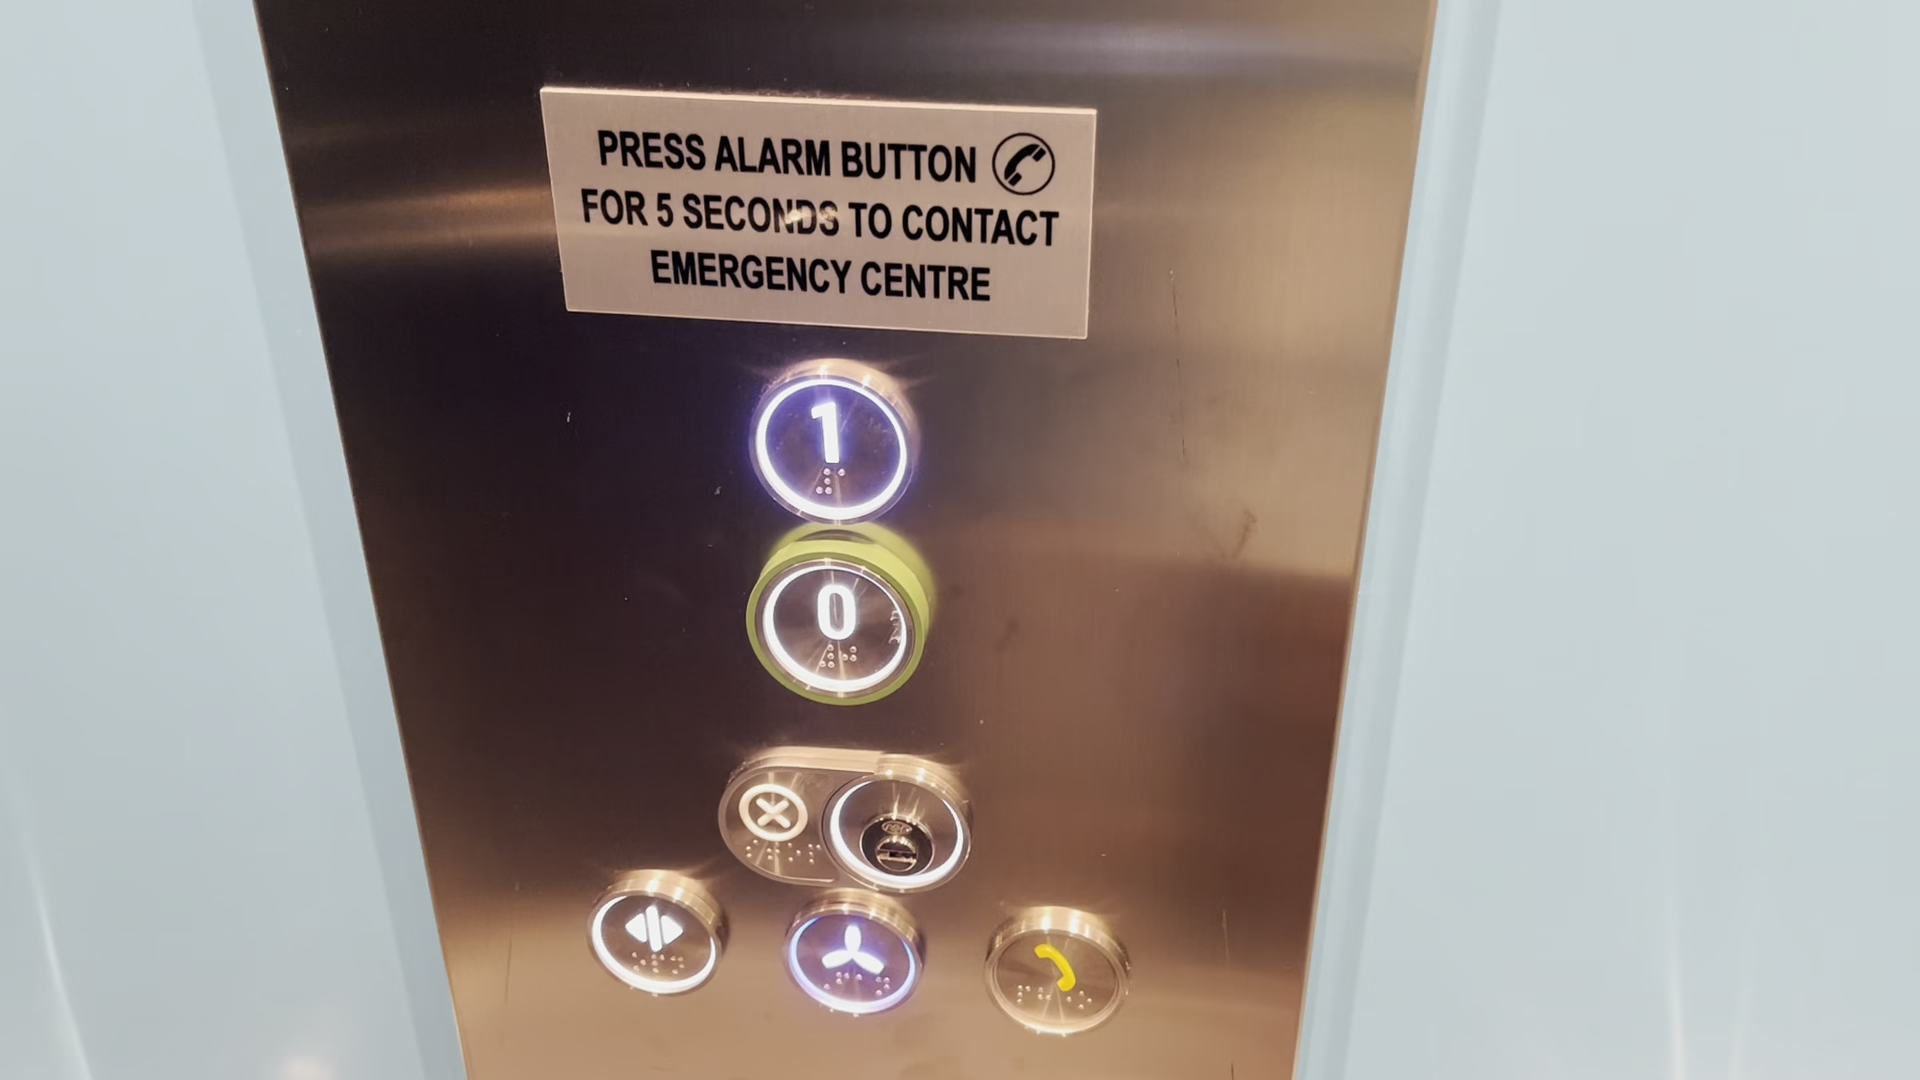 PRESS ALARM BUTTON
FOR 5 SECONDS TO CONTACT
EMERGENCY CENTRE
1
0